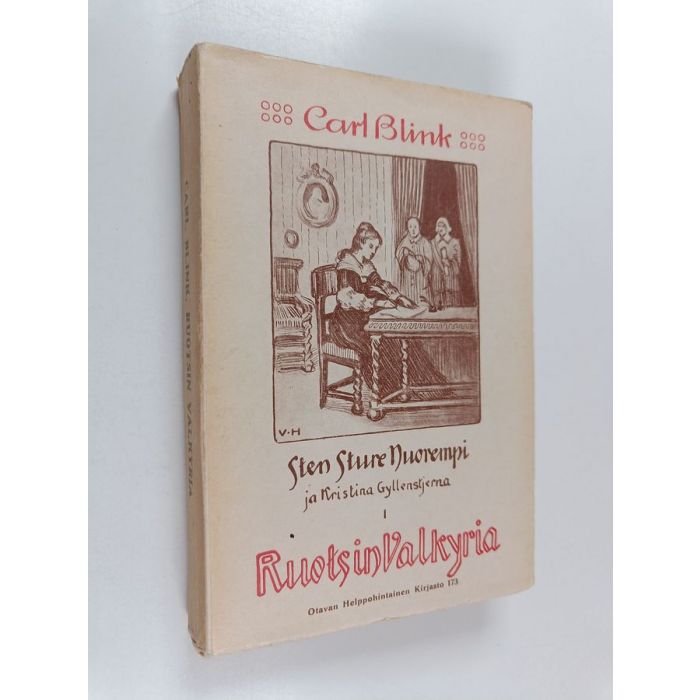 Carl Blink
V·H
Sten Sture Nuorempi
ja Kristina Gyllenstjerna
I
Ruotsin Valkyria
Otavan Helppohintainen Kirjasto 173
CARL BLINK, RUOTSIN VALKYRIA